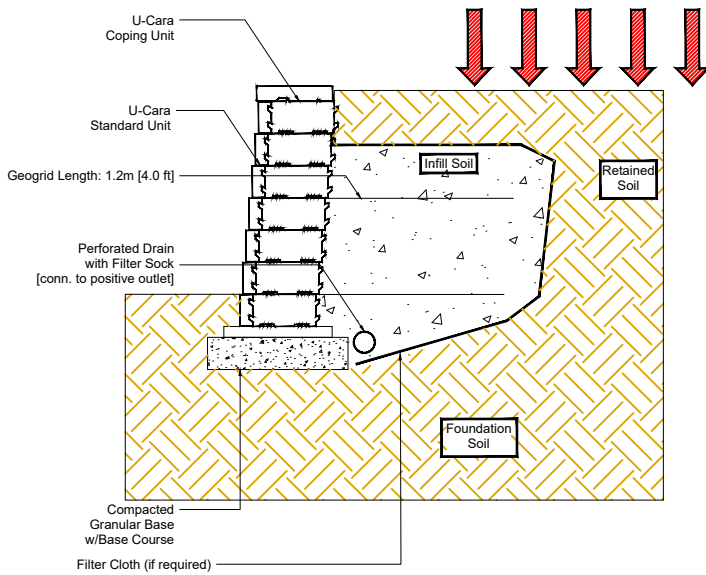 U-Cara
Coping Unit
U-Cara
Standard Unit
Geogrid Length: 1.2m [4.0 ft]
Infill Soil
Retained
Soil
Perforated Drain
with Filter Sock
[conn. to positive outlet]
Foundation
Soil
Compacted
Granular Base
w/Base Course
Filter Cloth (if required)